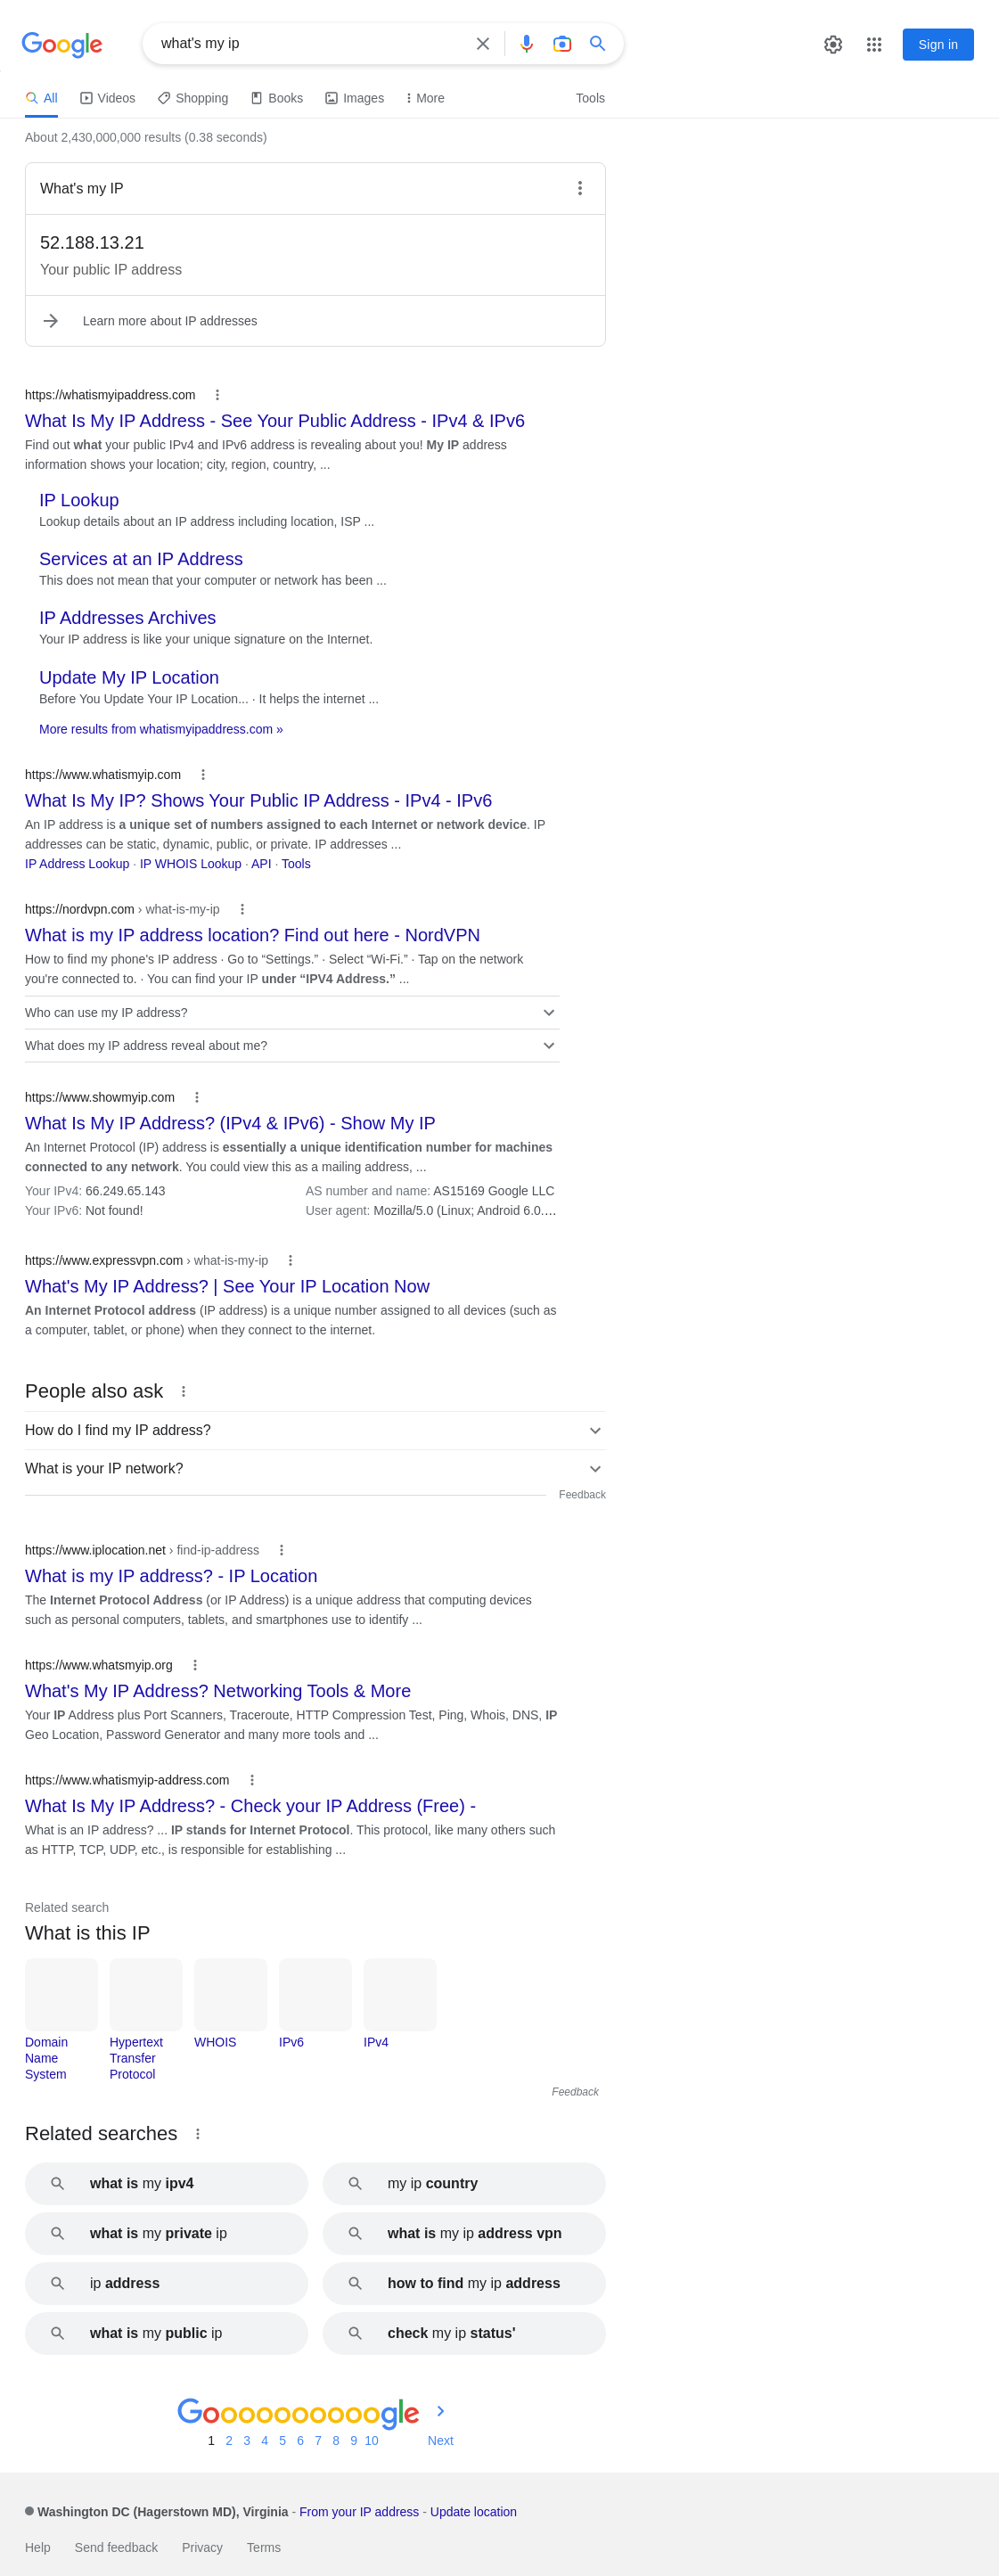 Google
what's my ip
Sign in
All
Videos
Shopping
Books
Images
More
Tools
About 2,430,000,000 results (0.38 seconds)
What's my IP
52.188.13.21
Your public IP address
Learn more about IP addresses
https://whatismyipaddress.com
What Is My IP Address - See Your Public Address - IPv4 & IPv6
Find out what your public IPv4 and IPv6 address is revealing about you! My IP address
information shows your location; city, region, country, ...
IP Lookup
Lookup details about an IP address including location, ISP ...
Services at an IP Address
This does not mean that your computer or network has been ...
IP Addresses Archives
Your IP address is like your unique signature on the Internet.
Update My IP Location
Before You Update Your IP Location... · It helps the internet ...
More results from whatismyipaddress.com »
https://www.whatismyip.com
What Is My IP? Shows Your Public IP Address - IPv4 - IPv6
An IP address is a unique set of numbers assigned to each Internet or network device. IP
addresses can be static, dynamic, public, or private. IP addresses ...
IP Address Lookup · IP WHOIS Lookup · API · Tools
https://nordvpn.com › what-is-my-ip
What is my IP address location? Find out here - NordVPN
How to find my phone's IP address · Go to “Settings.” · Select “Wi-Fi.” · Tap on the network
you're connected to. · You can find your IP under “IPV4 Address.” ...
Who can use my IP address?
What does my IP address reveal about me?
https://www.showmyip.com
What Is My IP Address? (IPv4 & IPv6) - Show My IP
An Internet Protocol (IP) address is essentially a unique identification number for machines
connected to any network. You could view this as a mailing address, ...
Your IPv4: 66.249.65.143
AS number and name: AS15169 Google LLC
Your IPv6: Not found!
User agent: Mozilla/5.0 (Linux; Android 6.0....
https://www.expressvpn.com › what-is-my-ip
What's My IP Address? | See Your IP Location Now
An Internet Protocol address (IP address) is a unique number assigned to all devices (such as
a computer, tablet, or phone) when they connect to the internet.
People also ask
How do I find my IP address?
What is your IP network?
Feedback
https://www.iplocation.net › find-ip-address
What is my IP address? - IP Location
The Internet Protocol Address (or IP Address) is a unique address that computing devices
such as personal computers, tablets, and smartphones use to identify ...
https://www.whatsmyip.org
What's My IP Address? Networking Tools & More
Your IP Address plus Port Scanners, Traceroute, HTTP Compression Test, Ping, Whois, DNS, IP
Geo Location, Password Generator and many more tools and ...
https://www.whatismyip-address.com
What Is My IP Address? - Check your IP Address (Free) -
What is an IP address? ... IP stands for Internet Protocol. This protocol, like many others such
as HTTP, TCP, UDP, etc., is responsible for establishing ...
Related search
What is this IP
Domain
Name
System
Hypertext
Transfer
Protocol
WHOIS
IPv6
IPv4
Feedback
Related searches
what is my ipv4
my ip country
what is my private ip
what is my ip address vpn
ip address
how to find my ip address
what is my public ip
check my ip status'
Goooooooooogle
1 2 3 4 5 6 7 8 9 10 Next
Washington DC (Hagerstown MD), Virginia - From your IP address - Update location
Help Send feedback Privacy Terms